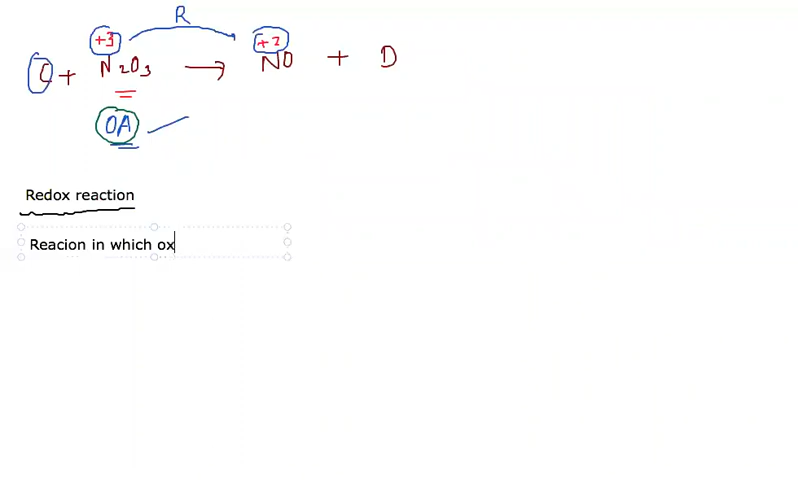 R
+3 +2
C + N2O3 → NO + D
OA
Redox reaction
Reacion in which ox